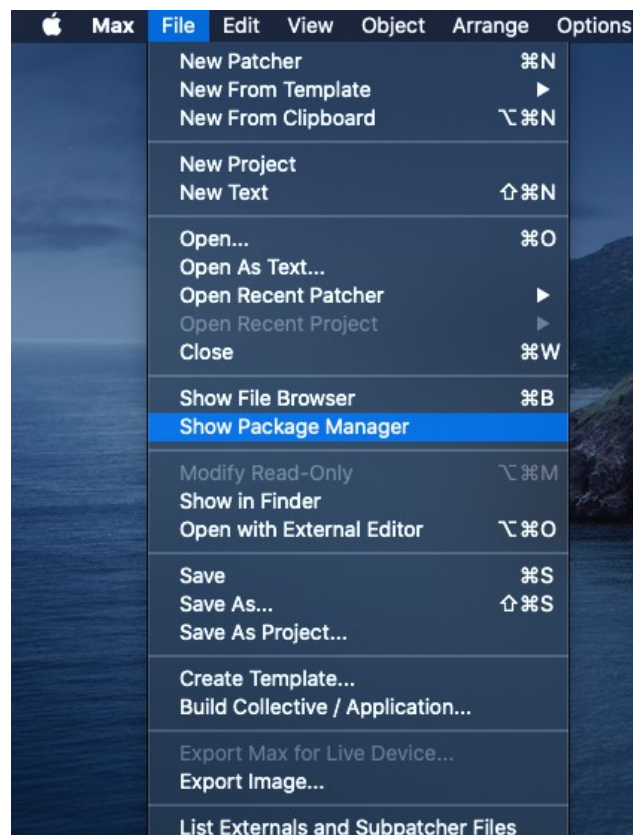 Max File Edit View Object Arrange Options
New Patcher ⌘N
New From Template ▶
New From Clipboard ⌥⌘N
New Project
New Text ⇧⌘N
Open... ⌘O
Open As Text...
Open Recent Patcher ▶
Open Recent Project ▶
Close ⌘W
Show File Browser ⌘B
Show Package Manager
Modify Read-Only ⌥⌘M
Show in Finder
Open with External Editor ⌥⌘O
Save ⌘S
Save As... ⇧⌘S
Save As Project...
Create Template...
Build Collective / Application...
Export Max for Live Device...
Export Image...
List Externals and Subpatcher Files